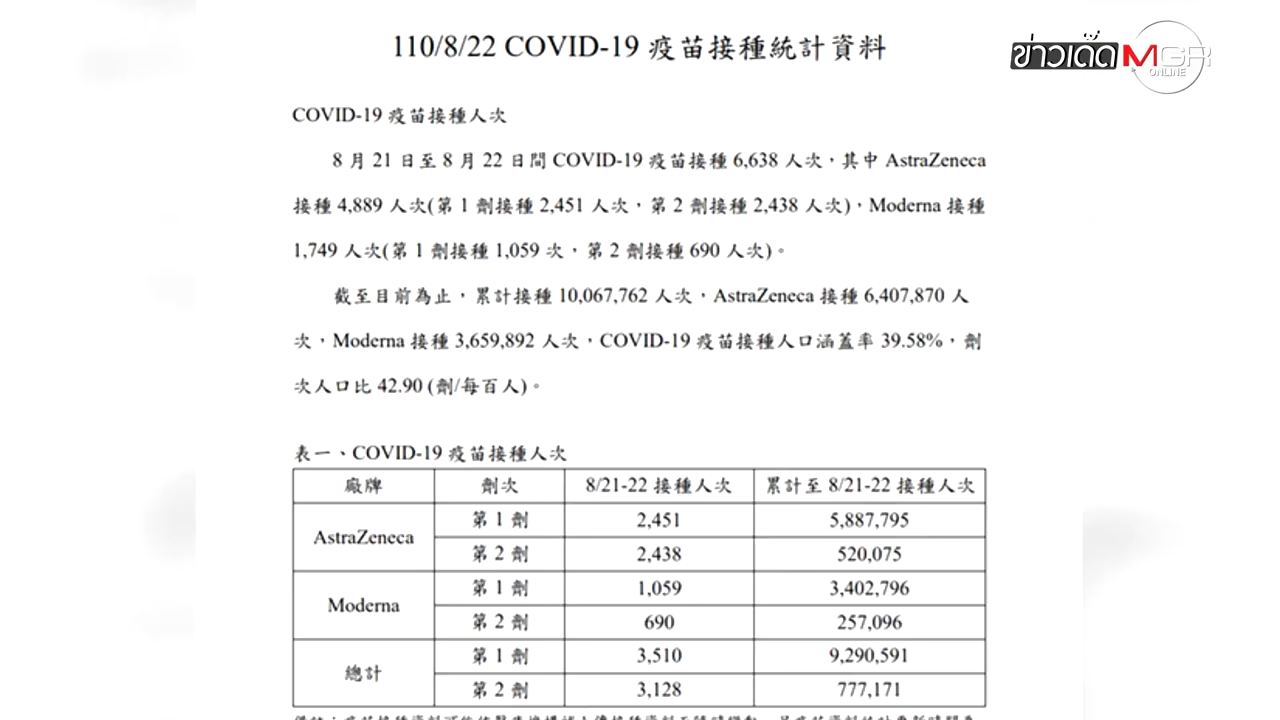 110/8/22 COVID-19 疫苗接種統計資料
ข่าวเด็ด MGR
ONLINE
COVID-19 疫苗接種人次
8 月 21 日至 8 月 22 日間 COVID-19 疫苗接種 6,638 人次,其中 AstraZeneca
接種 4,889 人次(第 1 劑接種 2,451 人次,第 2 劑接種 2,438 人次),Moderna 接種
1,749 人次(第 1 劑接種 1,059 次,第 2 劑接種 690 人次)。
截至目前為止,累計接種 10,067,762 人次,AstraZeneca 接種 6,407,870 人
次,Moderna 接種 3,659,892 人次,COVID-19 疫苗接種人口涵蓋率 39.58%,劑
次人口比 42.90 (劑/每百人)。
表一、COVID-19 疫苗接種人次
廠牌 劑次 8/21-22 接種人次 累計至 8/21-22 接種人次
AstraZeneca 第 1 劑 2,451 5,887,795
第 2 劑 2,438 520,075
Moderna 第 1 劑 1,059 3,402,796
第 2 劑 690 257,096
總計 第 1 劑 3,510 9,290,591
第 2 劑 3,128 777,171